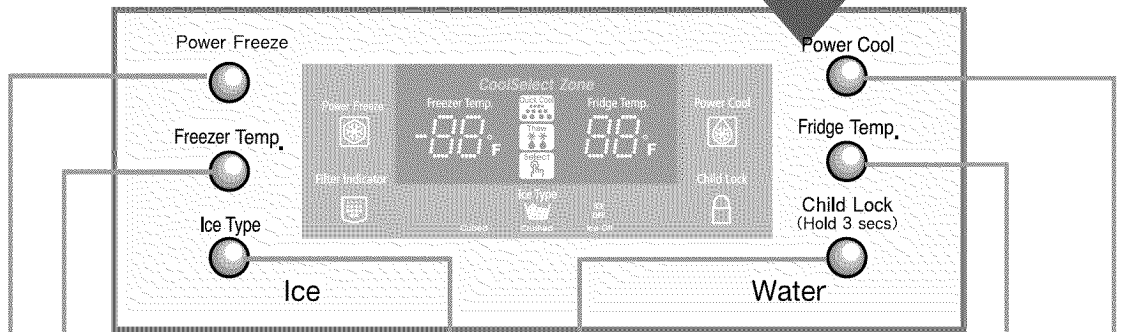 Power Freeze
Freezer Temp.
Ice Type
Ice
CoolSelect Zone
Power Freeze
Freezer Temp.
-88°F
Quick Cool
Thaw
Select
Fridge Temp.
88°F
Power Cool
Filter Indicator
Ice Type
Child Lock
Cubed
Crushed
Ice Off
Power Cool
Fridge Temp.
Child Lock
(Hold 3 secs)
Water